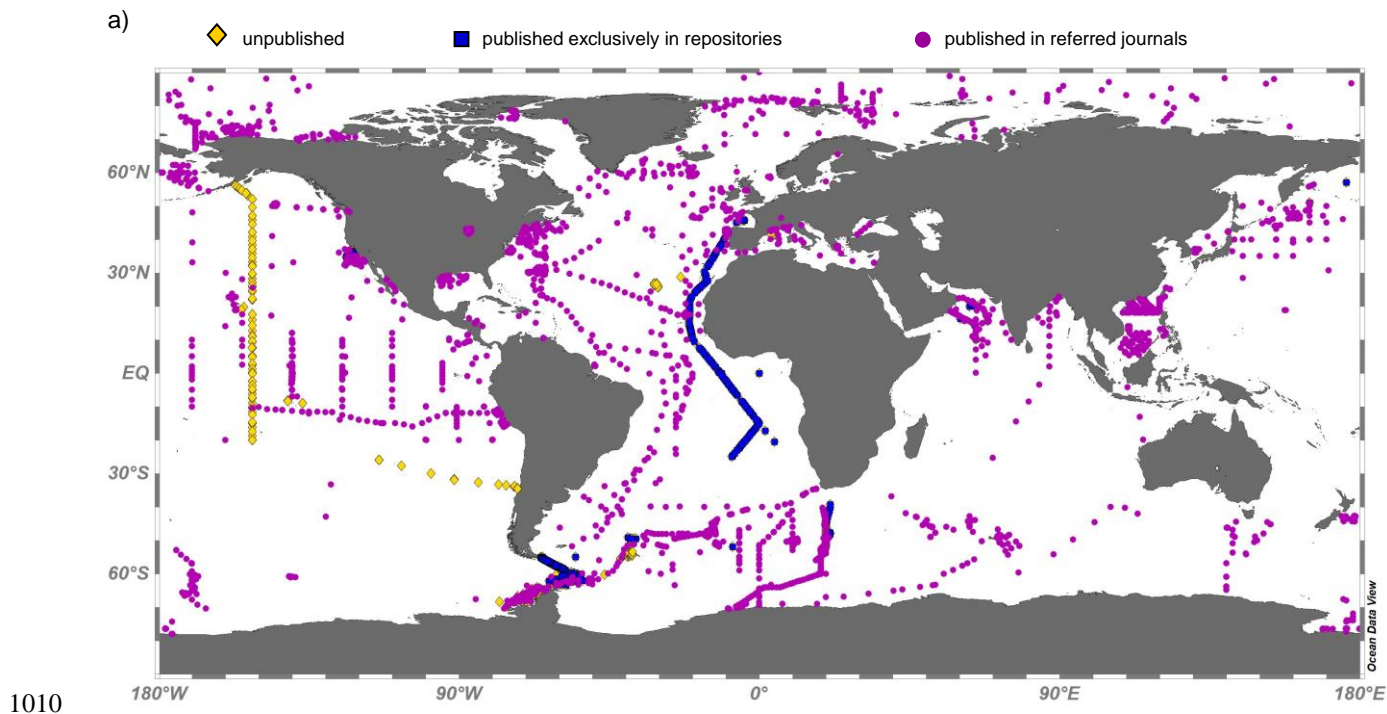 a)
unpublished
published exclusively in repositories
published in referred journals
60°N
30°N
EQ
30°S
60°S
Ocean Data View
180°W
90°W
0°
90°E
180°E
1010